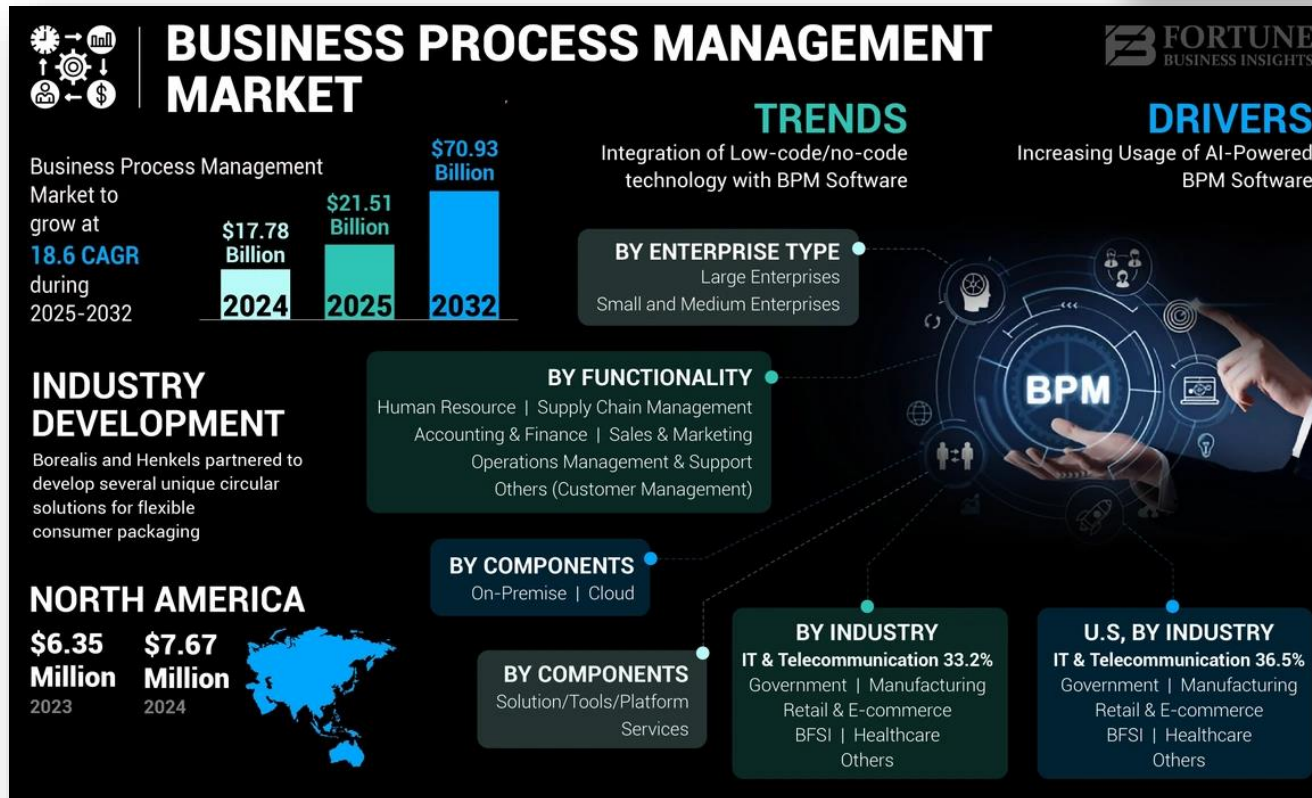 BUSINESS PROCESS MANAGEMENT
MARKET
FORTUNE
BUSINESS INSIGHTS
Business Process Management
Market to
grow at
18.6 CAGR
during
2025-2032
$17.78
Billion
2024
$21.51
Billion
2025
$70.93
Billion
2032
TRENDS
Integration of Low-code/no-code
technology with BPM Software
DRIVERS
Increasing Usage of AI-Powered
BPM Software
BY ENTERPRISE TYPE
Large Enterprises
Small and Medium Enterprises
BPM
INDUSTRY
DEVELOPMENT
Borealis and Henkels partnered to
develop several unique circular
solutions for flexible
consumer packaging
BY FUNCTIONALITY
Human Resource | Supply Chain Management
Accounting & Finance | Sales & Marketing
Operations Management & Support
Others (Customer Management)
BY COMPONENTS
On-Premise | Cloud
NORTH AMERICA
$6.35
Million
2023
$7.67
Million
2024
BY COMPONENTS
Solution/Tools/Platform
Services
BY INDUSTRY
IT & Telecommunication 33.2%
Government | Manufacturing
Retail & E-commerce
BFSI | Healthcare
Others
U.S, BY INDUSTRY
IT & Telecommunication 36.5%
Government | Manufacturing
Retail & E-commerce
BFSI | Healthcare
Others